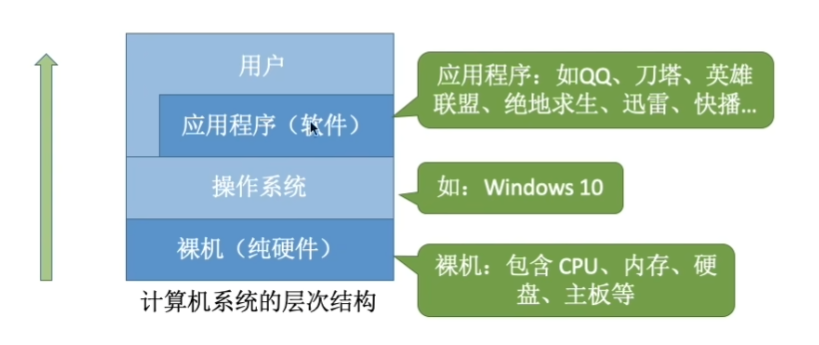 用户
应用程序：如QQ、刀塔、英雄
联盟、绝地求生、迅雷、快播...
应用程序（软件）
操作系统
如：Windows 10
裸机（纯硬件）
裸机：包含 CPU、内存、硬
盘、主板等
计算机系统的层次结构